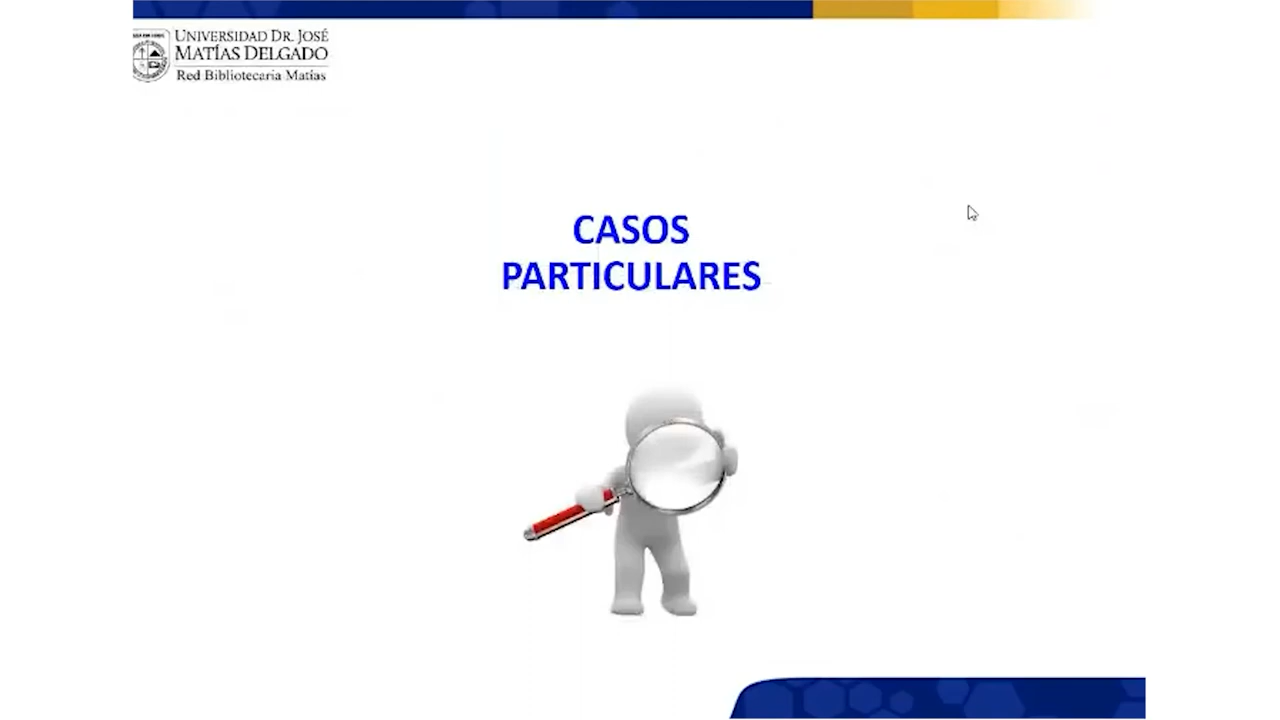 UNIVERSIDAD DR. JOSÉ
MATÍAS DELGADO
Red Bibliotecaria Matías
CASOS
PARTICULARES